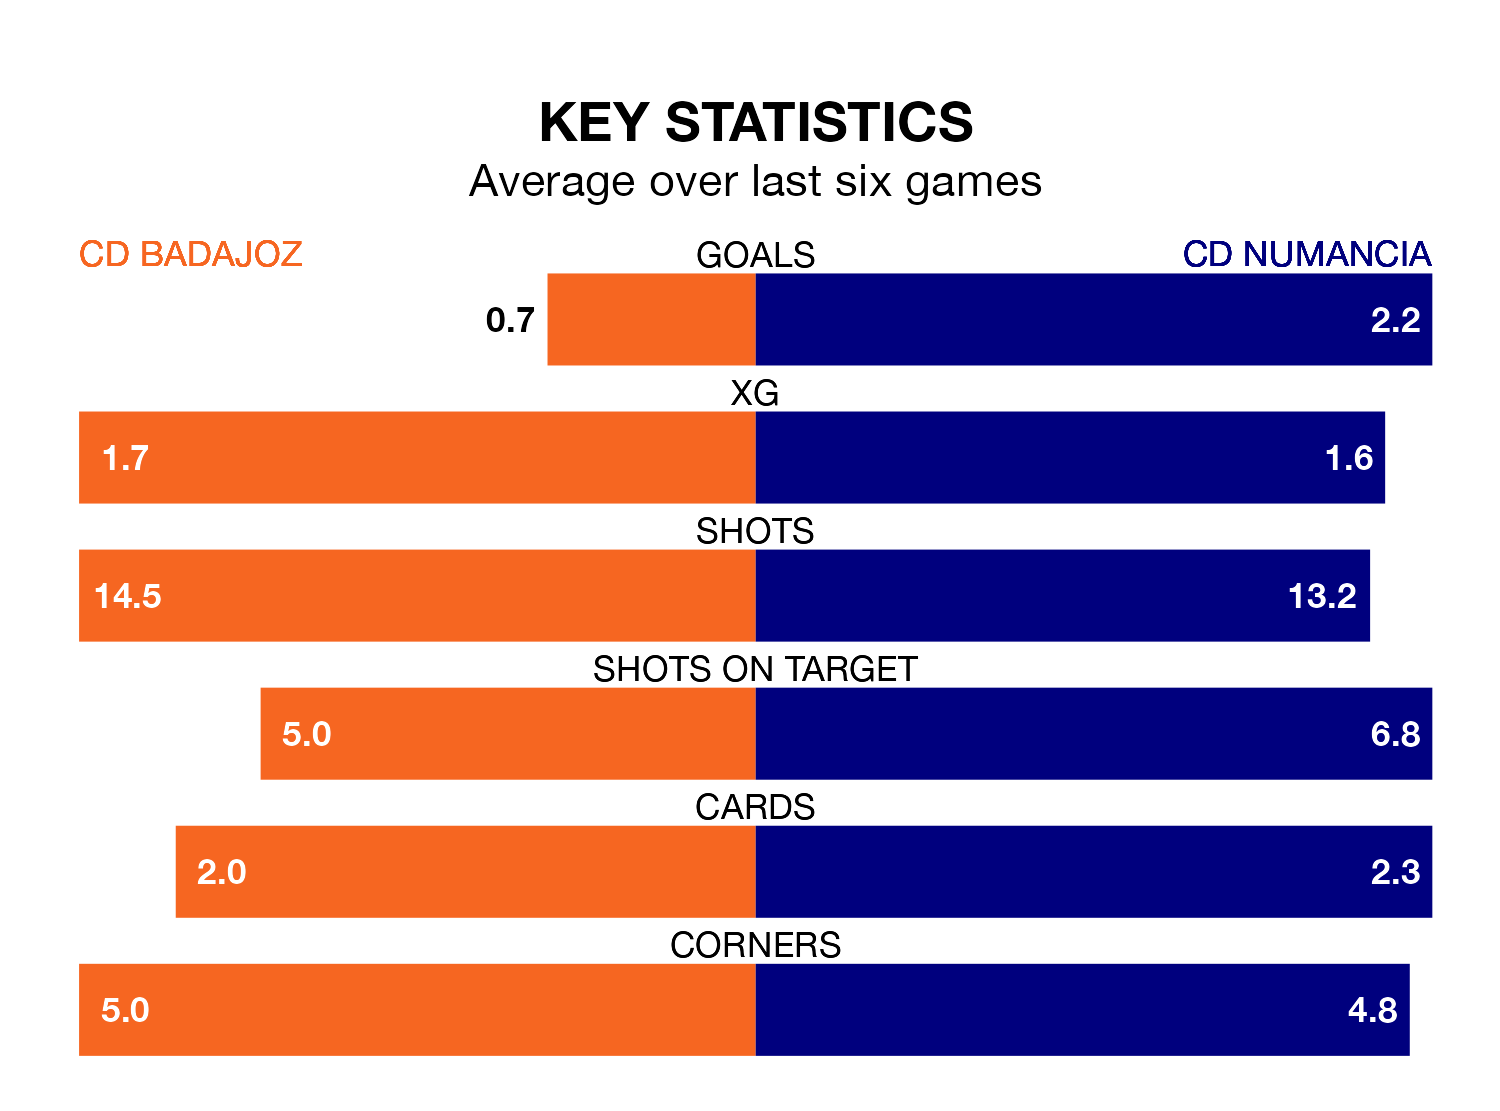 KEY STATISTICS
Average over last six games
CD BADAJOZ GOALS CD NUMANCIA
0.7 2.2
XG
1.7 1.6
SHOTS
14.5 13.2
SHOTS ON TARGET
5.0 6.8
CARDS
2.0 2.3
CORNERS
5.0 4.8